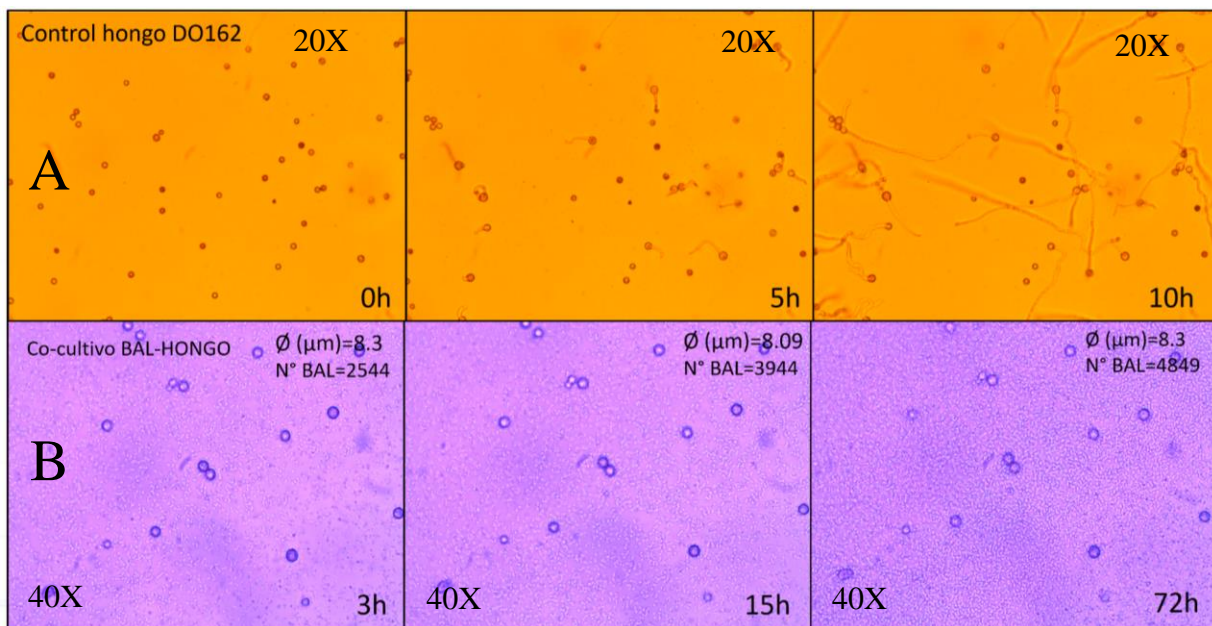 Control hongo DO162
20X
A
0h
20X
5h
20X
10h
Co-cultivo BAL-HONGO
Ø (µm)=8.3
N° BAL=2544
B
40X
3h
Ø (µm)=8.09
N° BAL=3944
40X
15h
Ø (µm)=8.3
N° BAL=4849
40X
72h